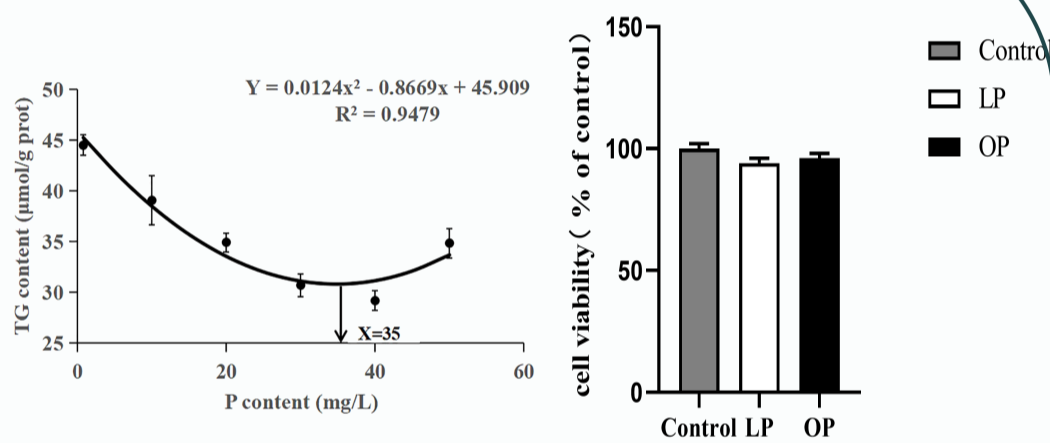 Y = 0.0124x² - 0.8669x + 45.909
R² = 0.9479
TG content (μmol/g prot)
50
45
40
35
30
25
X=35
0
20
40
60
P content (mg/L)
cell viability ( % of control)
150
100
50
0
Control LP OP
Contro
LP
OP